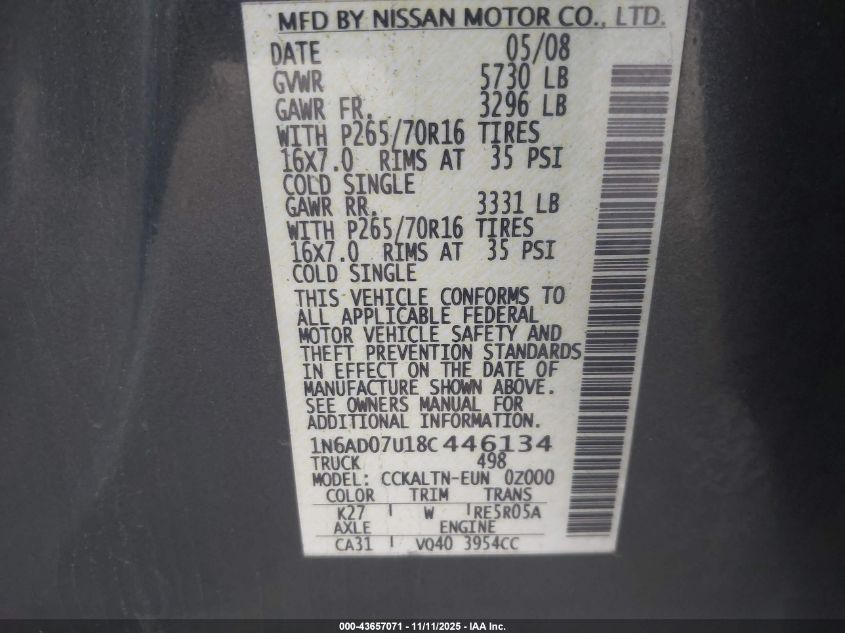 MFD BY NISSAN MOTOR CO., LTD.
DATE 05/08
GVWR 5730 LB
GAWR FR. 3296 LB
WITH P265/70R16 TIRES
16X7.0 RIMS AT 35 PSI
COLD SINGLE
GAWR RR. 3331 LB
WITH P265/70R16 TIRES
16X7.0 RIMS AT 35 PSI
COLD SINGLE
THIS VEHICLE CONFORMS TO
ALL APPLICABLE FEDERAL
MOTOR VEHICLE SAFETY AND
THEFT PREVENTION STANDARDS
IN EFFECT ON THE DATE OF
MANUFACTURE SHOWN ABOVE.
SEE OWNERS MANUAL FOR
ADDITIONAL INFORMATION.
1N6AD07U18C446134
TRUCK 498
MODEL: CCKALTN-EUN 0Z000
COLOR TRIM TRANS
K27 W RE5R05A
AXLE ENGINE
CA31 VQ40 3954CC
000-43657071 - 11/11/2025 - IAA Inc.